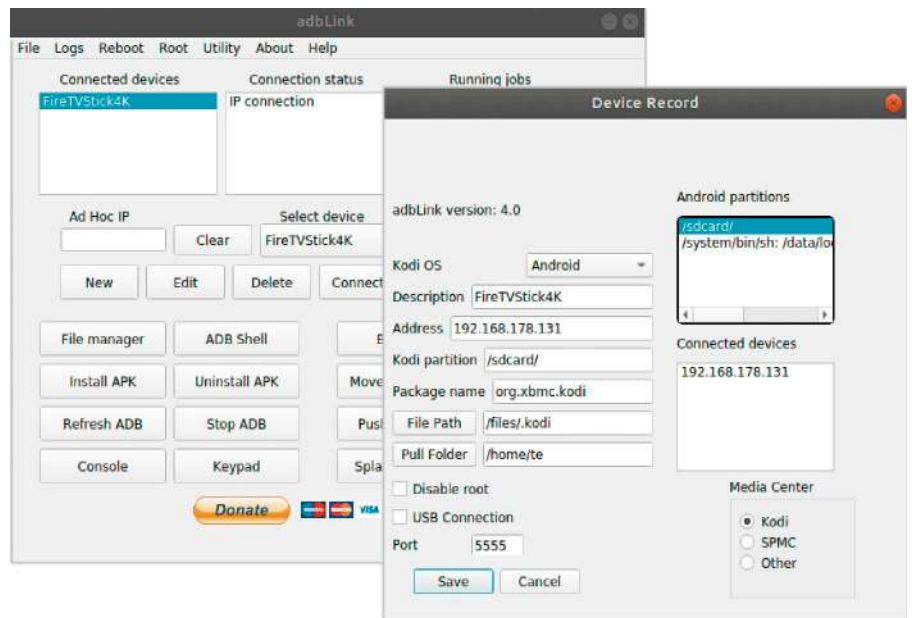 adbLink
File Logs Reboot Root Utility About Help
Connected devices Connection status Running jobs
FireTVStick4K IP connection
Ad Hoc IP Select device
Clear FireTVStick4K
New Edit Delete Connect
File manager ADB Shell
Install APK Uninstall APK Move
Refresh ADB Stop ADB
Console Keypad
Donate VISA
Device Record
adbLink version: 4.0
Kodi OS Android
Description FireTVStick4K
Address 192.168.178.131
Kodi partition /sdcard/
Package name org.xbmc.kodi
File Path /files/.kodi
Pull Folder /home/te
Disable root
USB Connection
Port 5555
Save Cancel
Android partitions
/sdcard/
/system/bin/sh: /data/lo
Connected devices
192.168.178.131
Media Center
Kodi
SPMC
Other